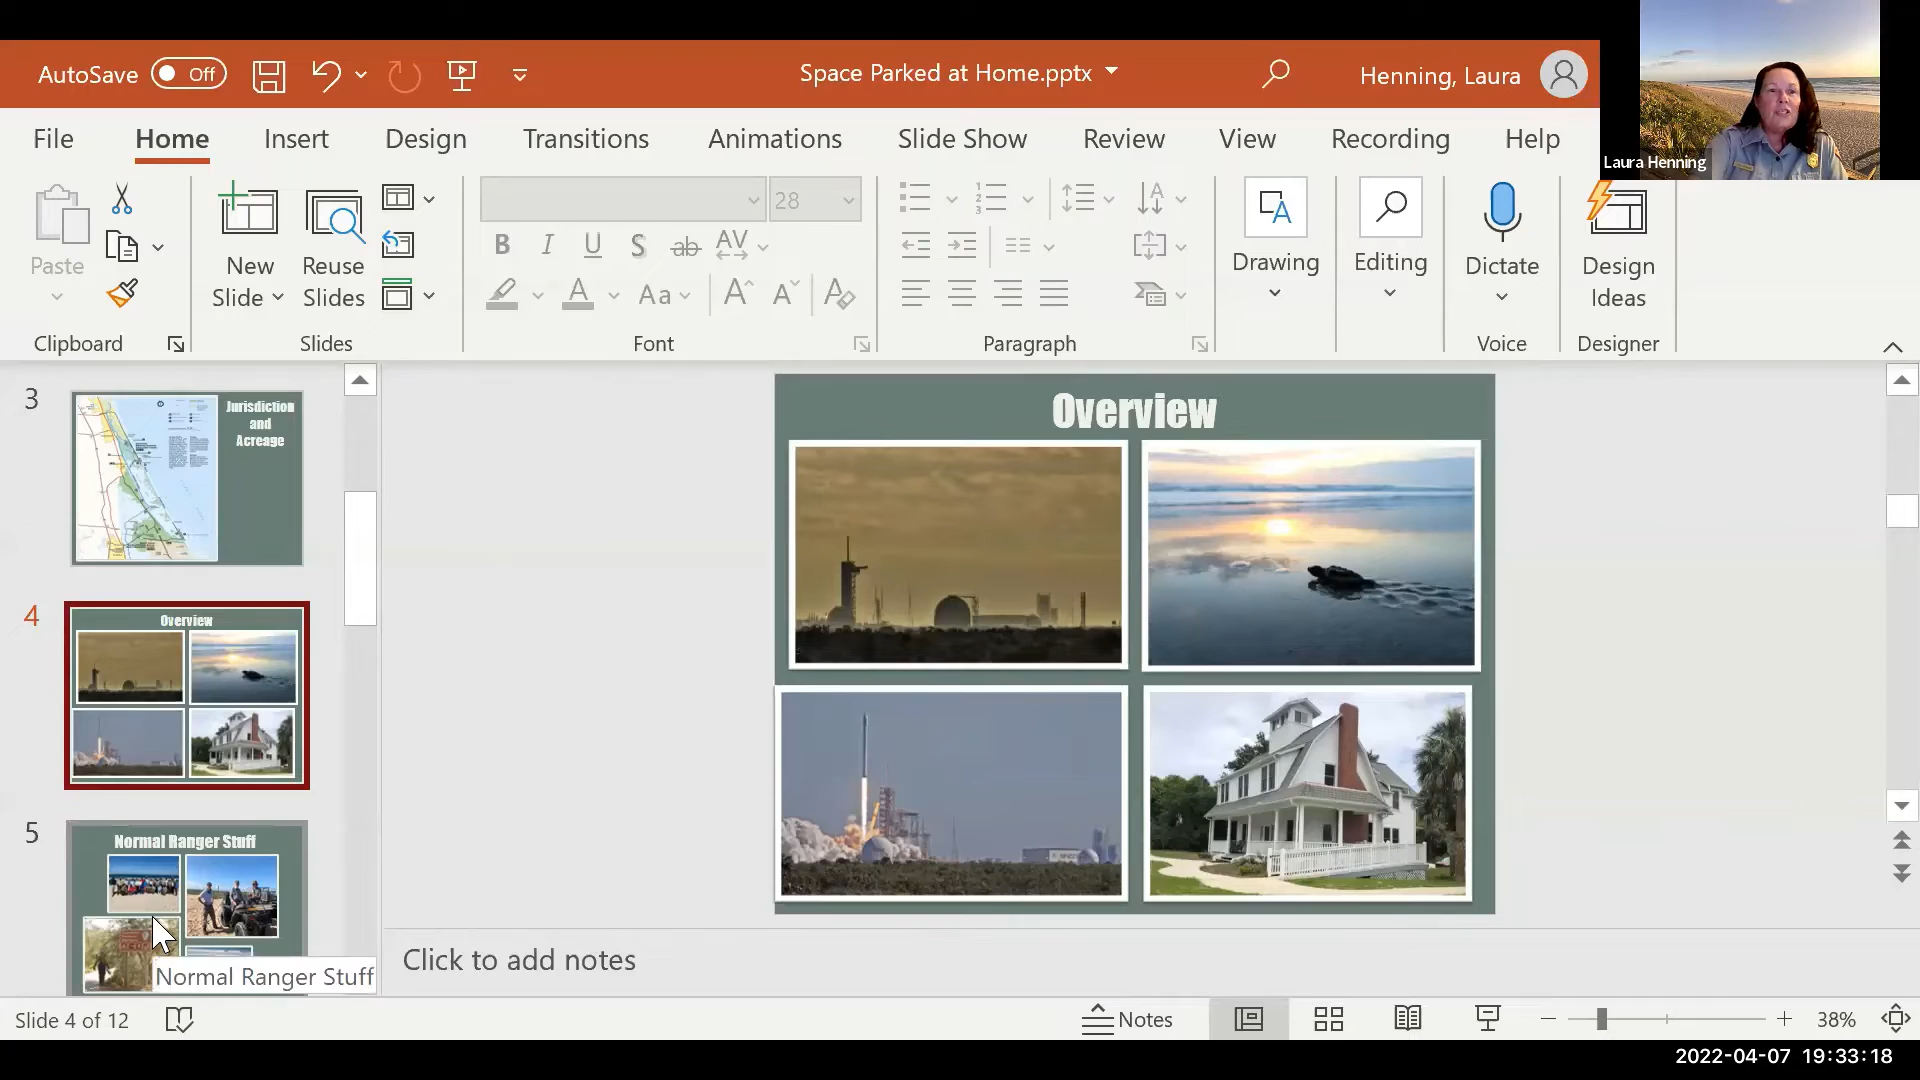 AutoSave Off
Space Parked at Home.pptx
Henning, Laura
Laura Henning
File Home Insert Design Transitions Animations Slide Show Review View Recording Help
Paste
New Slide
Reuse Slides
28
B I U S ab AV
A Aa A A A
Drawing
Editing
Dictate
Design Ideas
Clipboard
Slides
Font
Paragraph
Voice
Designer
3
Jurisdiction
and
Acreage
4
Overview
5
Normal Ranger Stuff
Normal Ranger Stuff
Overview
Click to add notes
Slide 4 of 12
Notes
38%
2022-04-07 19:33:18